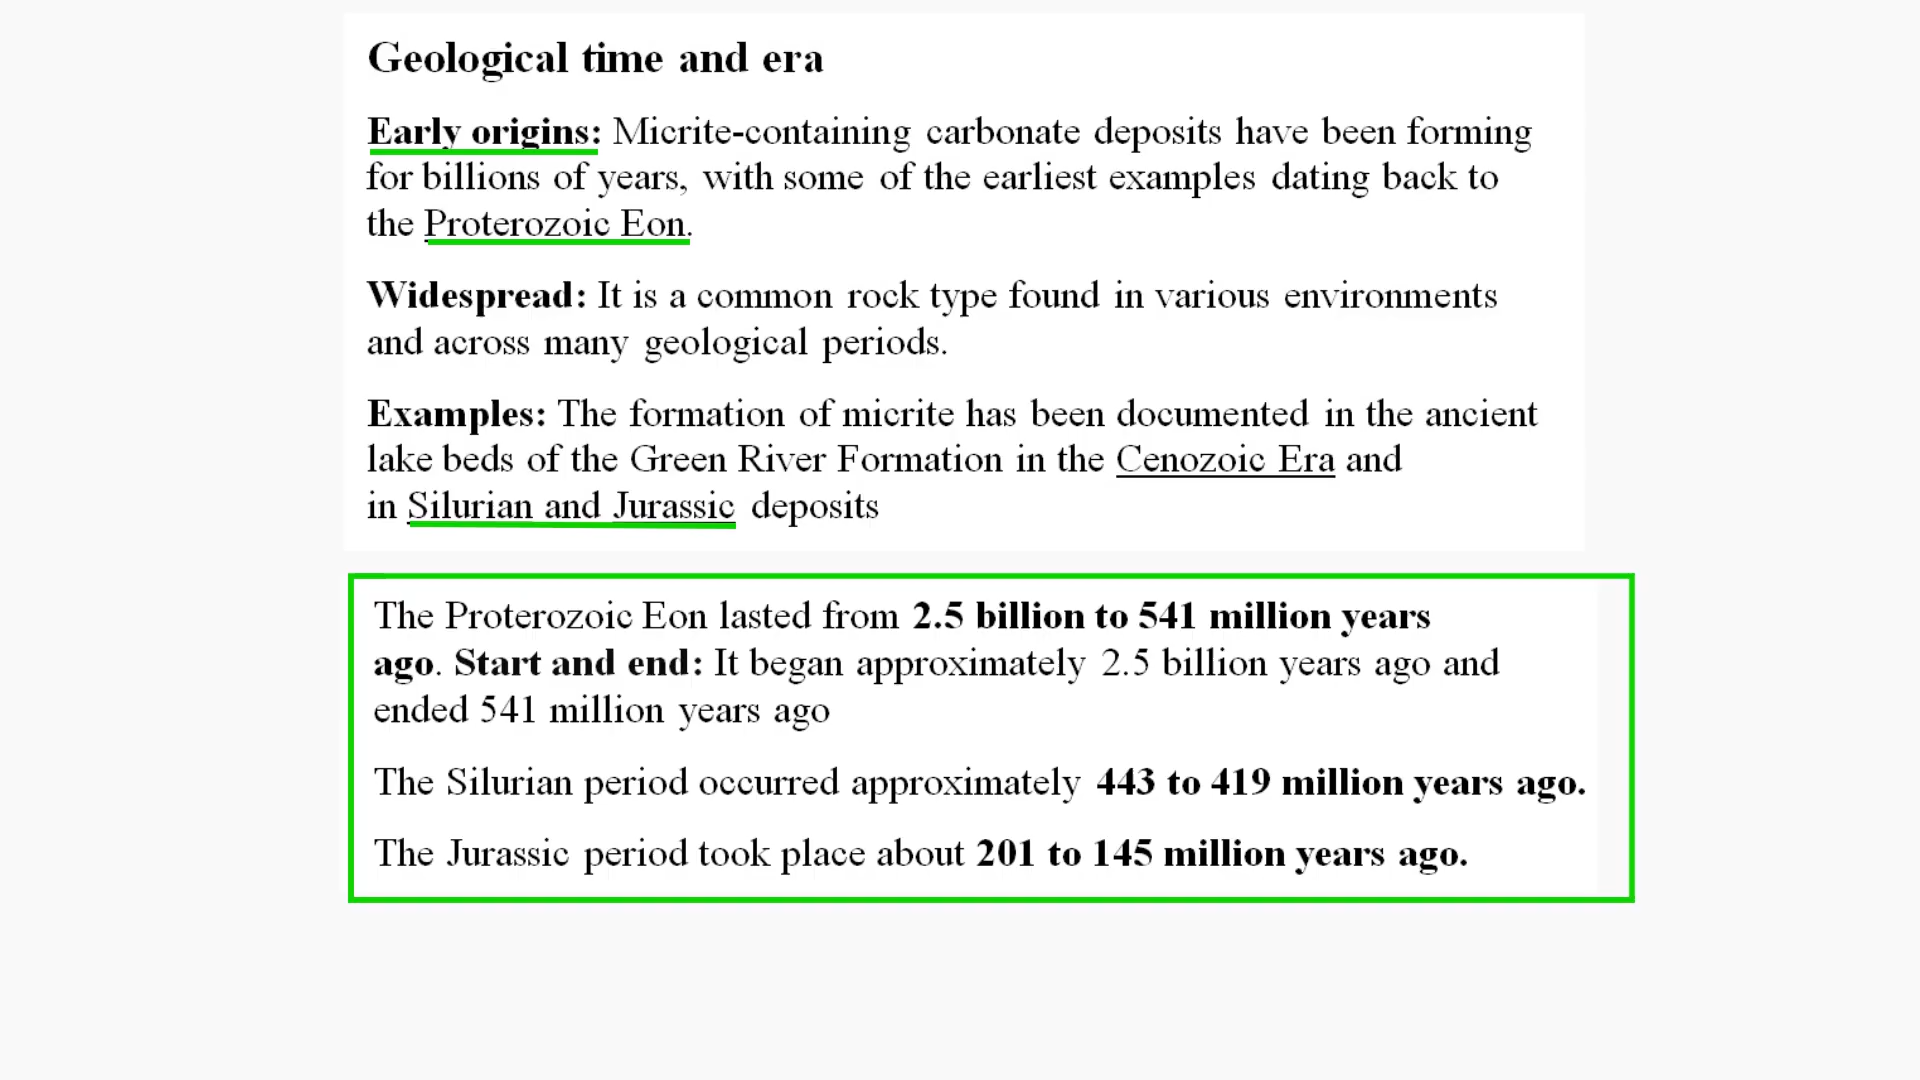 Geological time and era
Early origins: Micrite-containing carbonate deposits have been forming
for billions of years, with some of the earliest examples dating back to
the Proterozoic Eon.
Widespread: It is a common rock type found in various environments
and across many geological periods.
Examples: The formation of micrite has been documented in the ancient
lake beds of the Green River Formation in the Cenozoic Era and
in Silurian and Jurassic deposits
The Proterozoic Eon lasted from 2.5 billion to 541 million years
ago. Start and end: It began approximately 2.5 billion years ago and
ended 541 million years ago
The Silurian period occurred approximately 443 to 419 million years ago.
The Jurassic period took place about 201 to 145 million years ago.